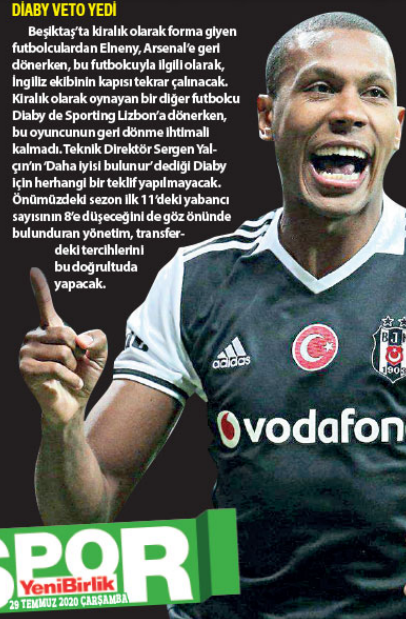 DİABY VETO YEDİ
Beşiktaş'ta kiralık olarak forma giyen
futbolculardan Elneny, Arsenal'e geri
dönerken, bu futbolcuyla ilgili olarak,
İngiliz ekibinin kapısı tekrar çalınacak.
Kiralık olarak oynayan bir diğer futbolcu
Diaby de Sporting Lizbon'a dönerken,
bu oyuncunun geri dönme ihtimali
kalmadı. Teknik Direktör Sergen Yal-
çın'ın 'Daha iyisi bulunur' dediği Diaby
için herhangi bir teklif yapılmayacak.
Önümüzdeki sezon ilk 11'deki yabancı
sayısının 8'e düşeceğini de göz önünde
bulunduran yönetim, transfer-
deki tercihlerini
bu doğrultuda
yapacak.
adidas
BJK
1903
vodafon
SPOR
YeniBirlik
29 TEMMUZ 2020 ÇARŞAMBA